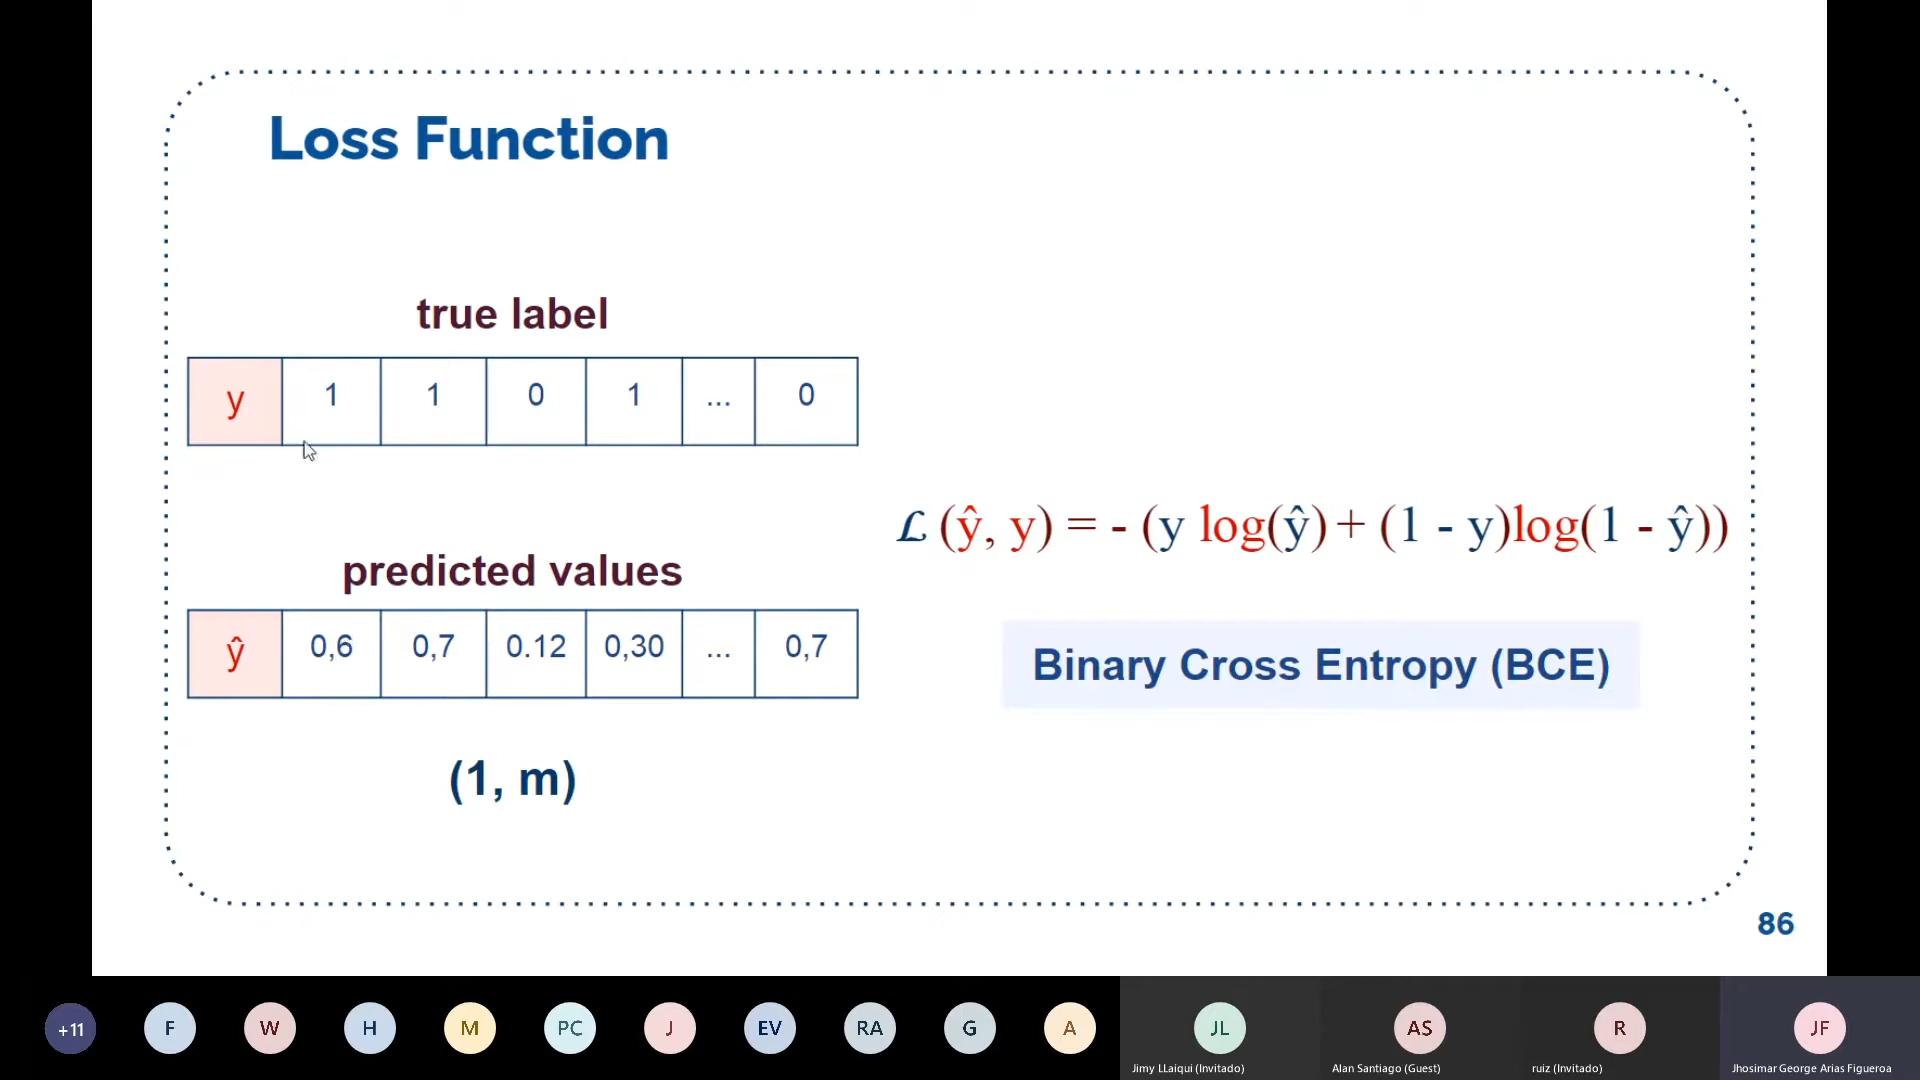 Loss Function
true label
y 1 1 0 1 ... 0
predicted values
ŷ 0,6 0,7 0.12 0,30 ... 0,7
(1, m)
ℒ (ŷ, y) = - (y log(ŷ) + (1 - y)log(1 - ŷ))
Binary Cross Entropy (BCE)
86
+11 F W H M PC J EV RA G A JL AS R JF
Jimy LLaiqui (Invitado) Alan Santiago (Guest) ruiz (Invitado) Jhosimar George Arias Figueroa